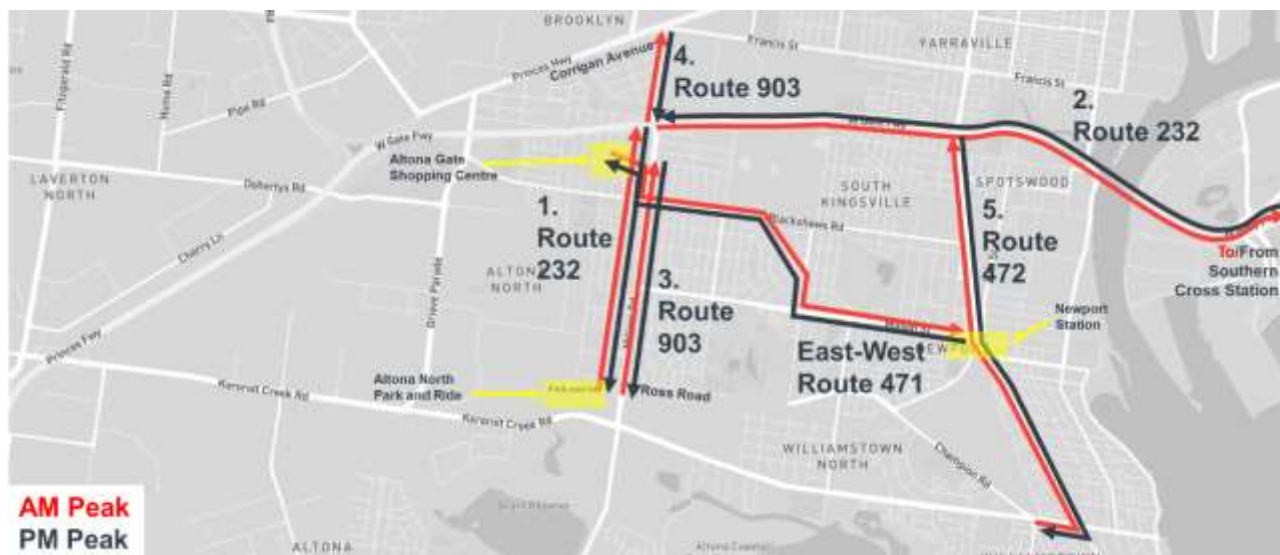 BROOKLYN
Francis St
YARRAVILLE
Princes Hwy
Corrigan Avenue
4.
Route 903
Francis St
2.
Route 232
Fitzgerald Rd
Pipe Rd
W Gate Fwy
Altona Gate
Shopping Centre
LAVERTON
NORTH
Dohertys Rd
SOUTH
KINGSVILLE
SPOTSWOOD
Cherry Ln
1.
Route
232
Blackshaws Rd
5.
Route
472
To/From
Southern
Cross Station
Grove Parade
ALTONA
NORTH
3.
Route
903
Newport
Station
Princes Fwy
East-West
Route 471
Altona North
Park and Ride
Ross Road
Kororoit Creek Rd
Kororoit Creek Rd
WILLIAMSTOWN
NORTH
Champion Rd
AM Peak
PM Peak
ALTONA